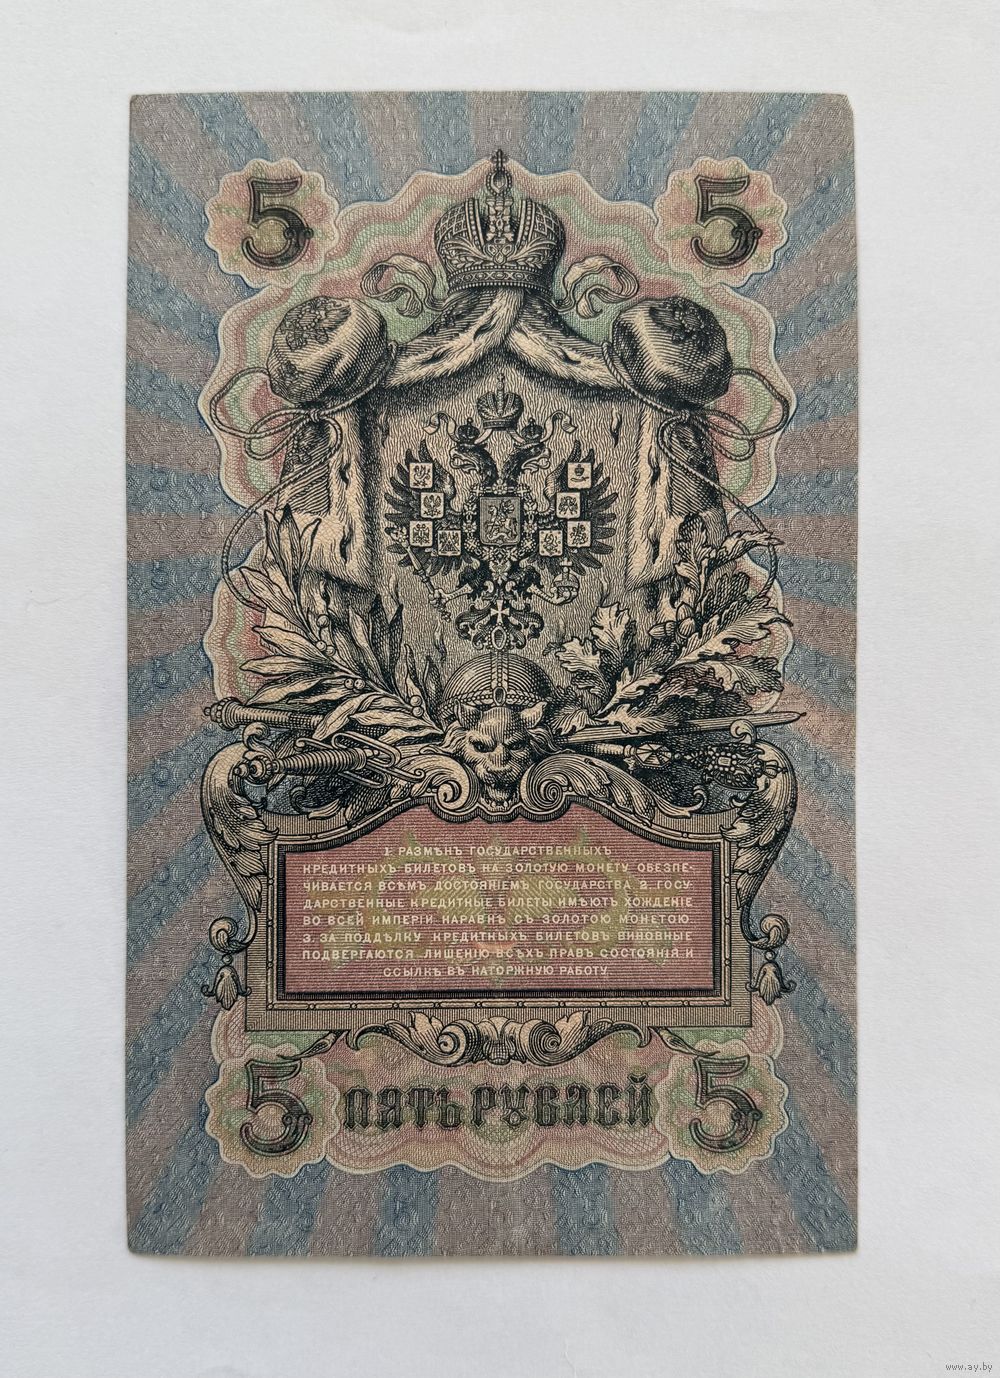 5 5
1. РАЗМѢНЪ ГОСУДАРСТВЕННЫХЪ
КРЕДИТНЫХЪ БИЛЕТОВЪ НА ЗОЛОТУЮ МОНЕТУ ОБЕЗПЕ-
ЧИВАЕТСЯ ВСѢМЪ ДОСТОЯНІЕМЪ ГОСУДАРСТВА. 2. ГОСУ-
ДАРСТВЕННЫЕ КРЕДИТНЫЕ БИЛЕТЫ ИМѢЮТЪ ХОЖДЕНІЕ
ВО ВСЕЙ ИМПЕРІИ НАРАВНѢ СЪ ЗОЛОТОЮ МОНЕТОЮ.
3. ЗА ПОДДѢЛКУ КРЕДИТНЫХЪ БИЛЕТОВЪ ВИНОВНЫЕ
ПОДВЕРГАЮТСЯ ЛИШЕНІЮ ВСѢХЪ ПРАВЪ СОСТОЯНІЯ И
ССЫЛКѢ ВЪ КАТОРЖНУЮ РАБОТУ.
5 ПЯТЬ РУБЛЕЙ 5
www.ay.by